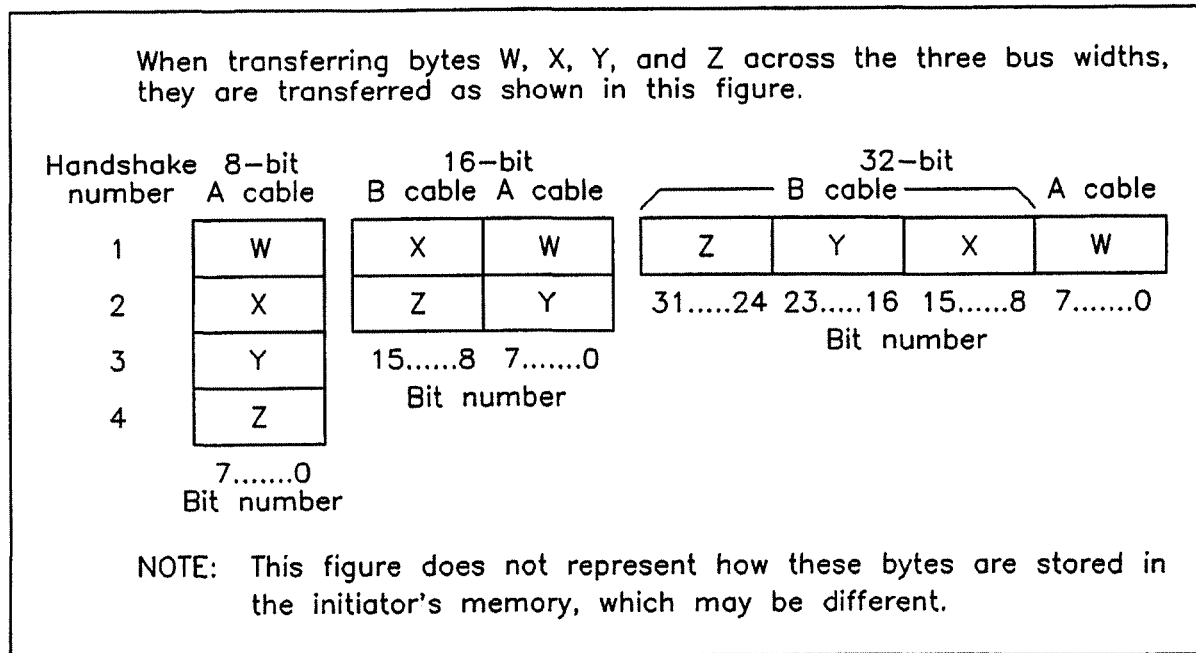 When transferring bytes W, X, Y, and Z across the three bus widths,
they are transferred as shown in this figure.
Handshake number
8-bit
A cable
16-bit
B cable A cable
32-bit
B cable A cable
1 W X W Z Y X W
2 X Z Y 31.....24 23.....16 15......8 7.......0
Bit number
3 Y 15......8 7.......0
Bit number
4 Z
7.......0
Bit number
NOTE: This figure does not represent how these bytes are stored in
the initiator's memory, which may be different.